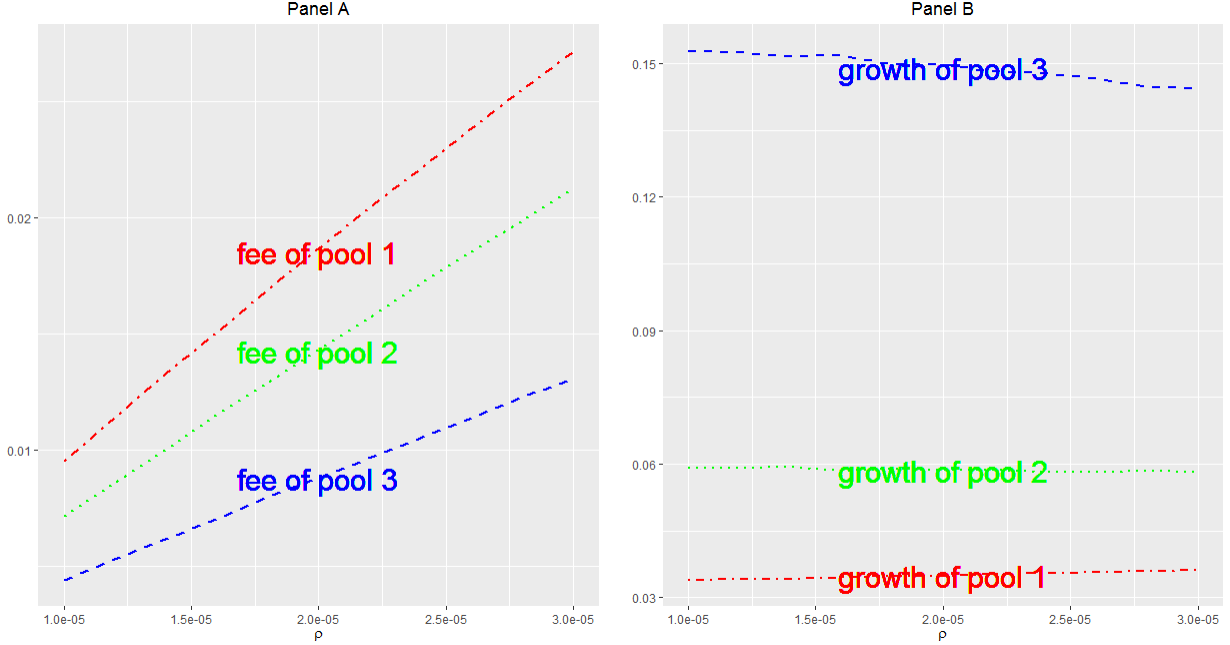 Panel A
0.02
0.01
fee of pool 1
fee of pool 2
fee of pool 3
1.0e-05 1.5e-05 2.0e-05 2.5e-05 3.0e-05
ρ
Panel B
0.15
0.12
0.09
0.06
0.03
growth of pool 3
growth of pool 2
growth of pool 1
1.0e-05 1.5e-05 2.0e-05 2.5e-05 3.0e-05
ρ